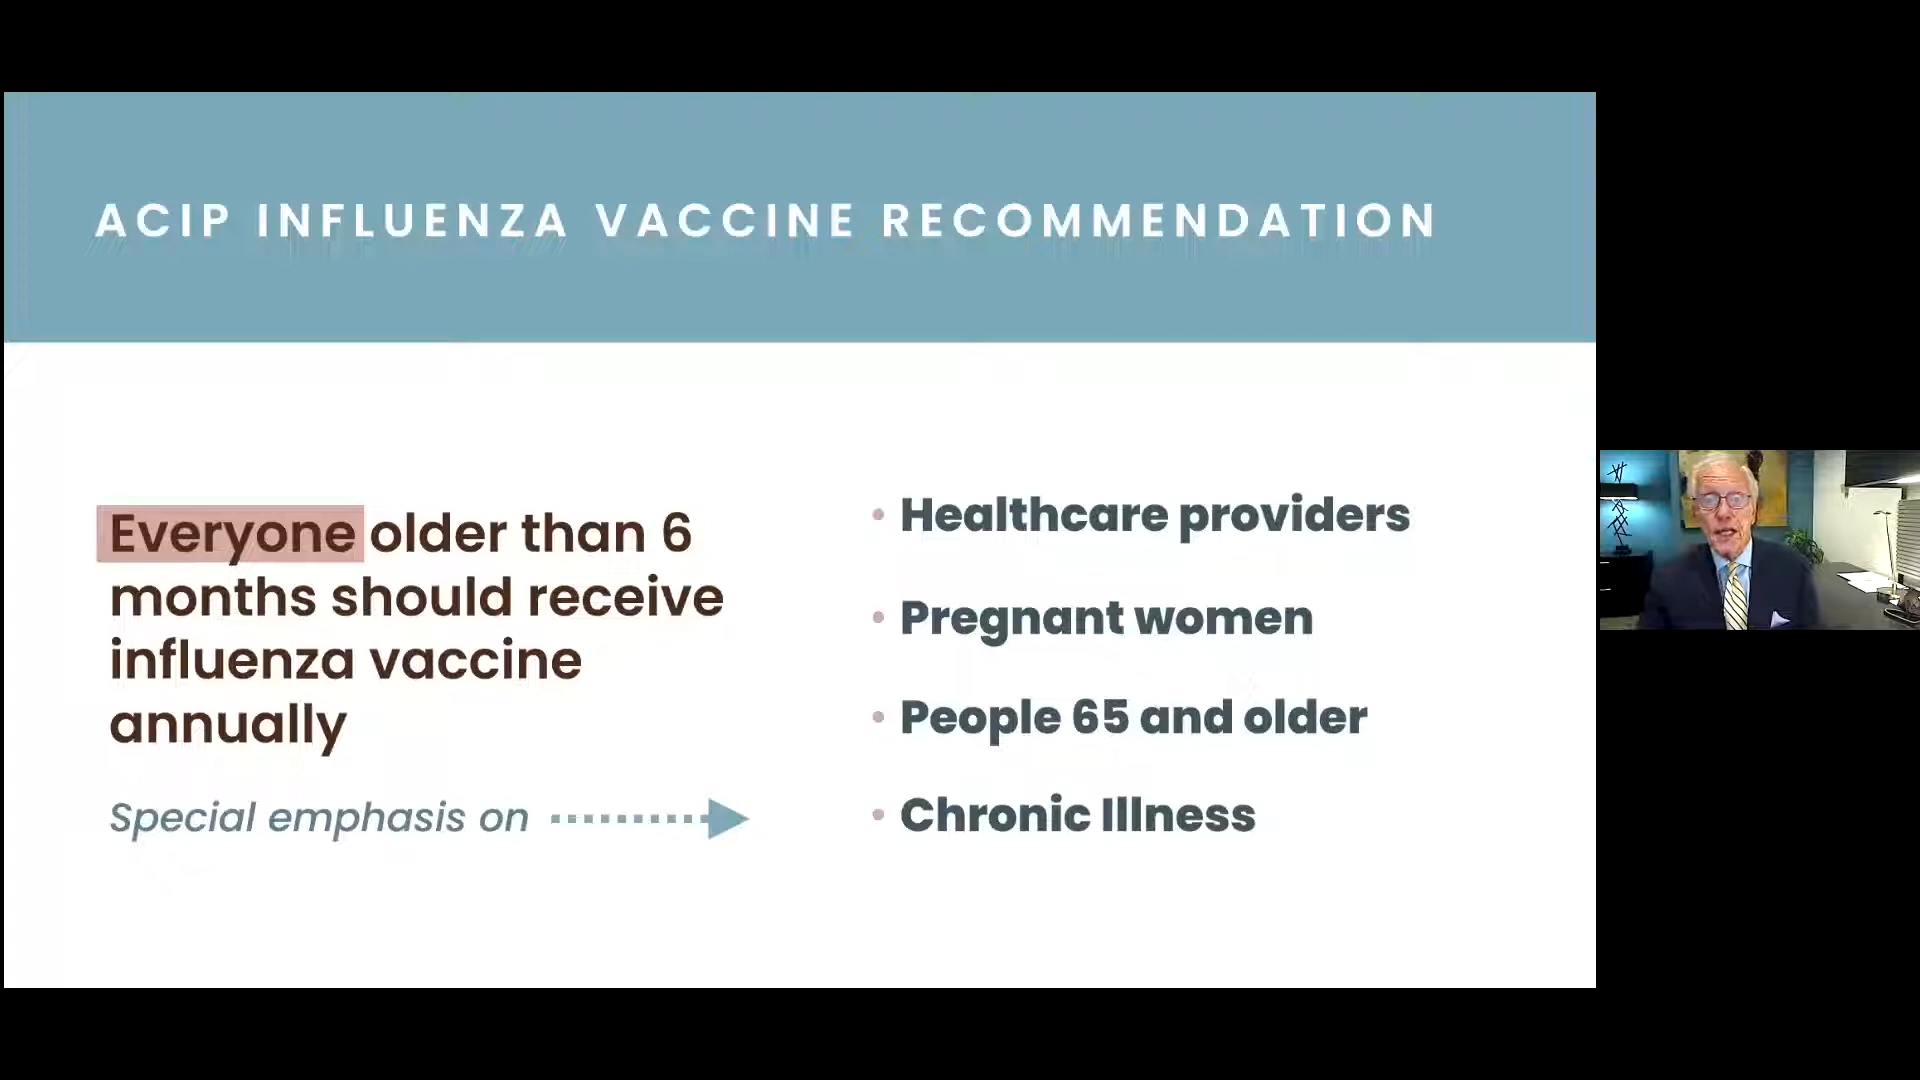 ACIP INFLUENZA VACCINE RECOMMENDATION
Everyone older than 6
months should receive
influenza vaccine
annually
Special emphasis on
• Healthcare providers
• Pregnant women
• People 65 and older
• Chronic Illness